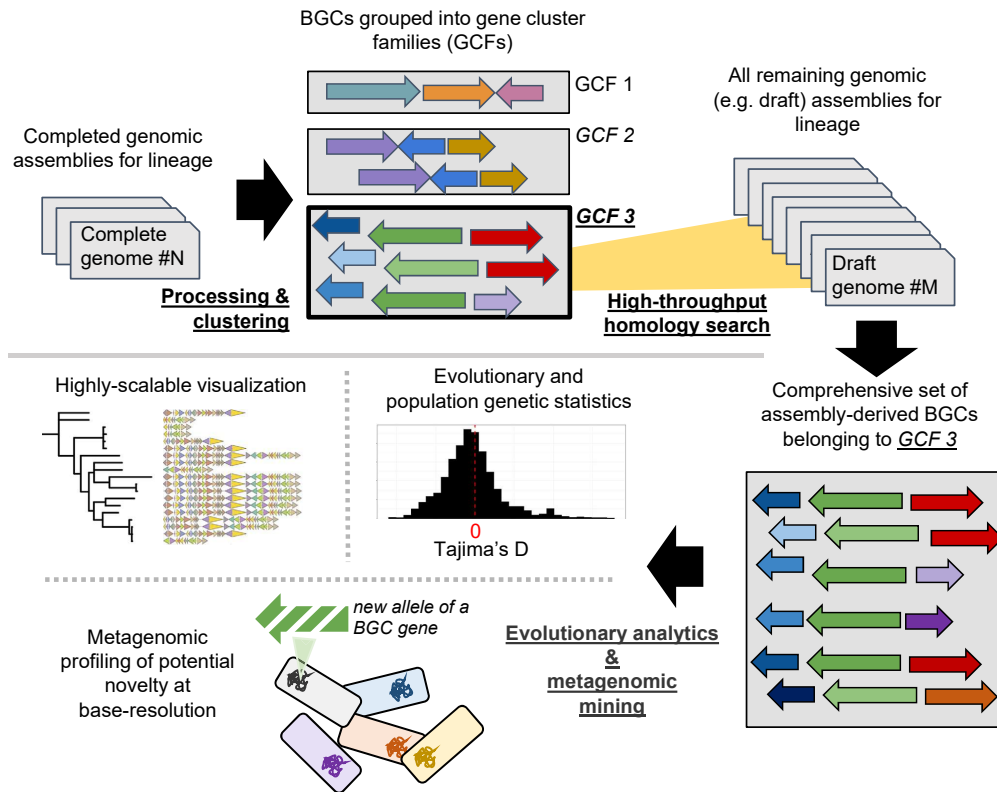 BGCs grouped into gene cluster
families (GCFs)
GCF 1
GCF 2
GCF 3
Completed genomic
assemblies for lineage
Complete
genome #N
Processing &
clustering
All remaining genomic
(e.g. draft) assemblies for
lineage
Draft
genome #M
High-throughput
homology search
Comprehensive set of
assembly-derived BGCs
belonging to GCF 3
Highly-scalable visualization
Evolutionary and
population genetic statistics
0
Tajima's D
Evolutionary analytics
&
metagenomic
mining
new allele of a
BGC gene
Metagenomic
profiling of potential
novelty at
base-resolution